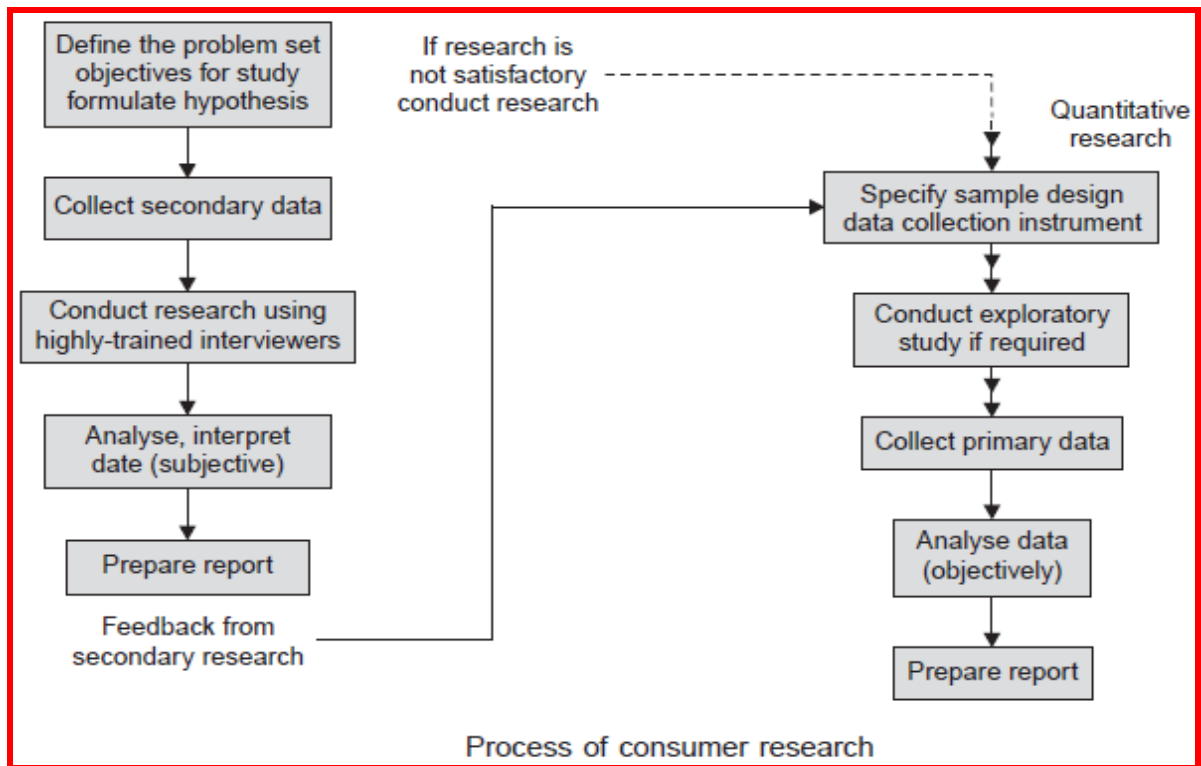 Define the problem set
objectives for study
formulate hypothesis
Collect secondary data
Conduct research using
highly-trained interviewers
Analyse, interpret
date (subjective)
Prepare report
Feedback from
secondary research
If research is
not satisfactory
conduct research
Quantitative
research
Specify sample design
data collection instrument
Conduct exploratory
study if required
Collect primary data
Analyse data
(objectively)
Prepare report
Process of consumer research